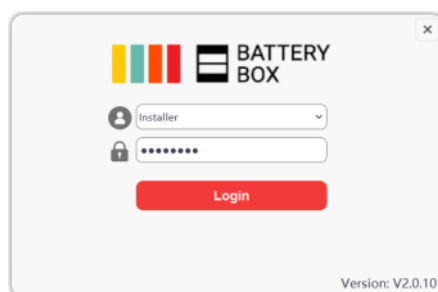 ×
BATTERY
BOX
Installer
••••••••
Login
Version: V2.0.10